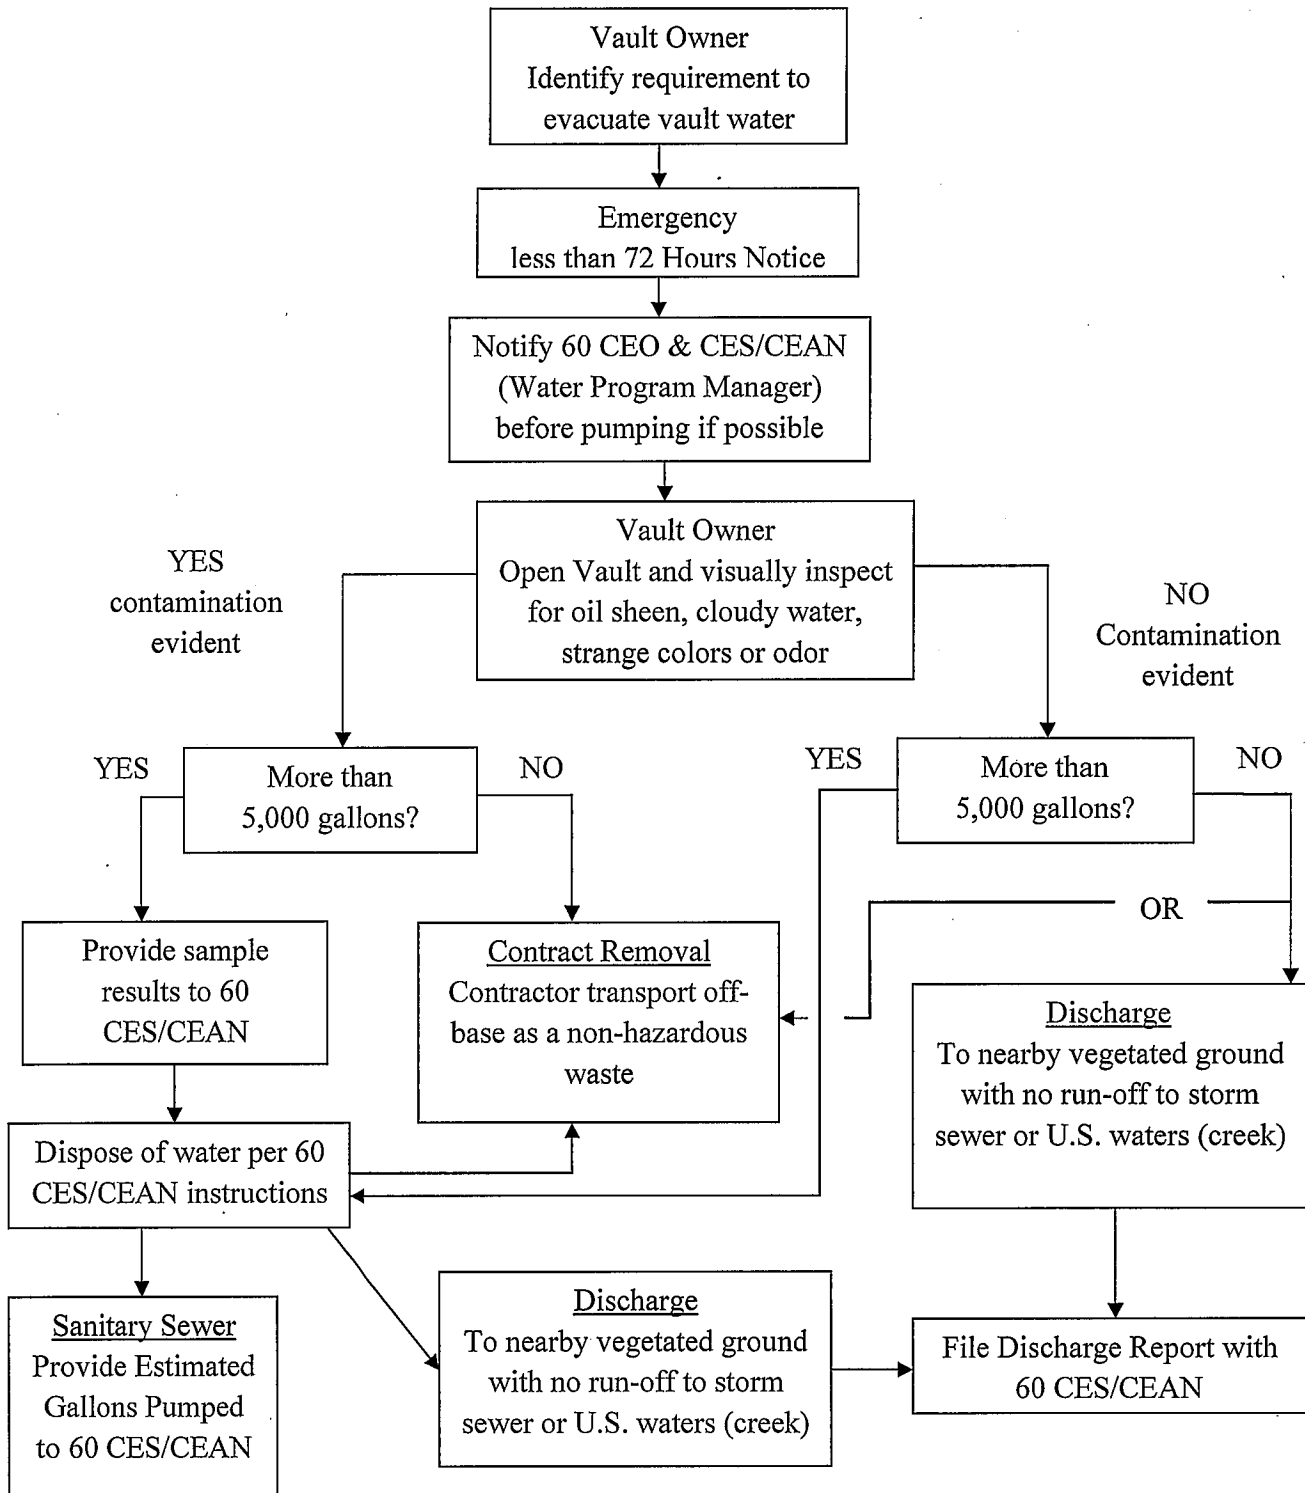 Vault Owner
Identify requirement to
evacuate vault water
Emergency
less than 72 Hours Notice
Notify 60 CEO & CES/CEAN
(Water Program Manager)
before pumping if possible
Vault Owner
Open Vault and visually inspect
for oil sheen, cloudy water,
strange colors or odor
YES
contamination
evident
NO
Contamination
evident
YES
More than
5,000 gallons?
NO
YES
More than
5,000 gallons?
NO
OR
Provide sample
results to 60
CES/CEAN
Contract Removal
Contractor transport off-
base as a non-hazardous
waste
Discharge
To nearby vegetated ground
with no run-off to storm
sewer or U.S. waters (creek)
Dispose of water per 60
CES/CEAN instructions
Sanitary Sewer
Provide Estimated
Gallons Pumped
to 60 CES/CEAN
Discharge
To nearby vegetated ground
with no run-off to storm
sewer or U.S. waters (creek)
File Discharge Report with
60 CES/CEAN